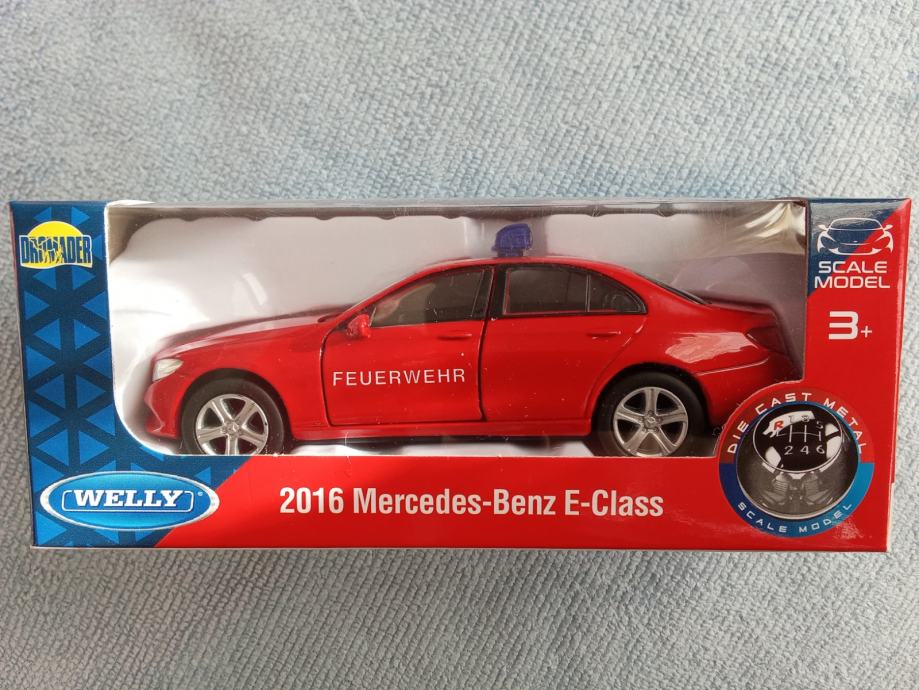 DROMADER
SCALE
MODEL
3+
FEUERWEHR
DIE CAST METAL
R 1 3 5
2 4 6
SCALE MODEL
WELLY®
2016 Mercedes-Benz E-Class